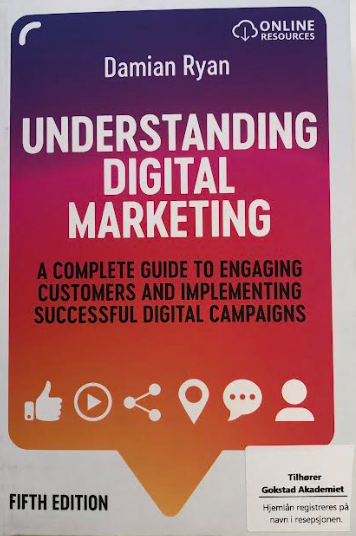 ONLINE
RESOURCES
Damian Ryan
UNDERSTANDING
DIGITAL
MARKETING
A COMPLETE GUIDE TO ENGAGING
CUSTOMERS AND IMPLEMENTING
SUCCESSFUL DIGITAL CAMPAIGNS
FIFTH EDITION
Tilhører
Gokstad Akademiet
Hjemlån registreres på
navn i resepsjonen.